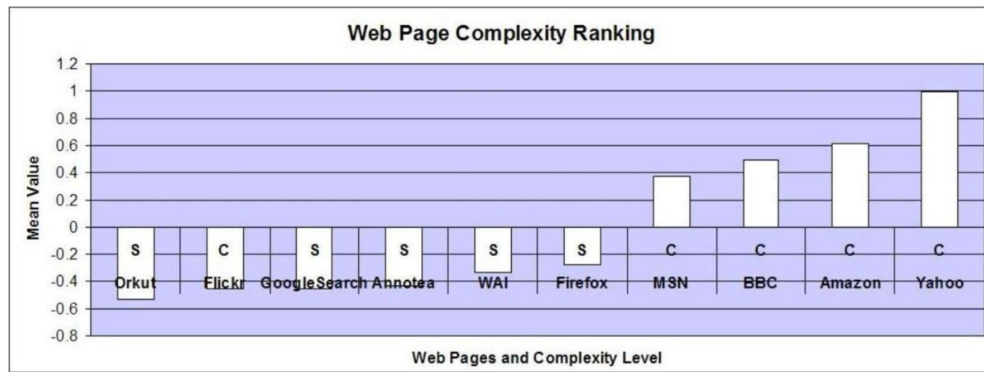 Web Page Complexity Ranking
1.2
1
0.8
0.6
0.4
0.2
0
-0.2
-0.4
-0.6
-0.8
Mean Value
S C S S S S C C C C
Orkut Flickr GoogleSearch Annotea WAI Firefox MSN BBC Amazon Yahoo
Web Pages and Complexity Level